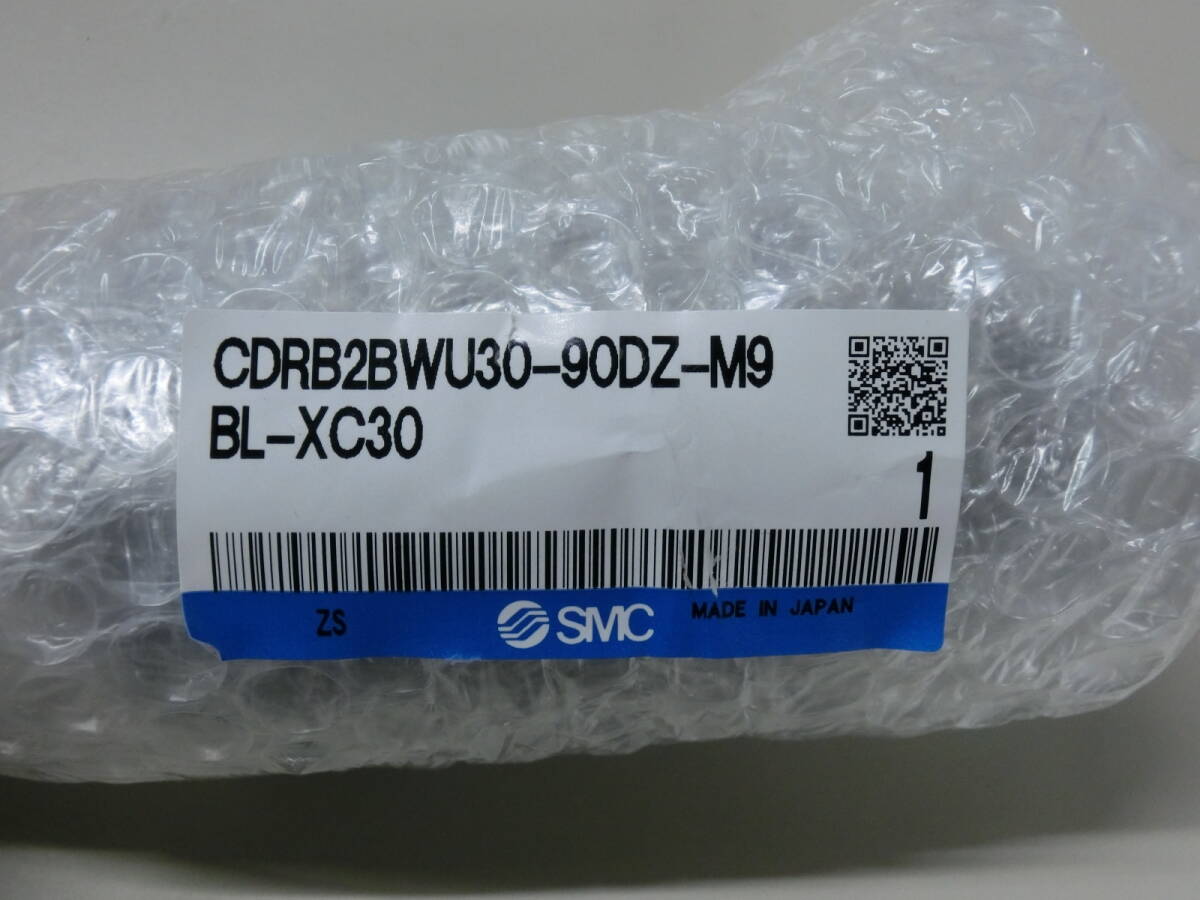 CDRB2BWU30-90DZ-M9
BL-XC30
1
ZS SMC MADE IN JAPAN